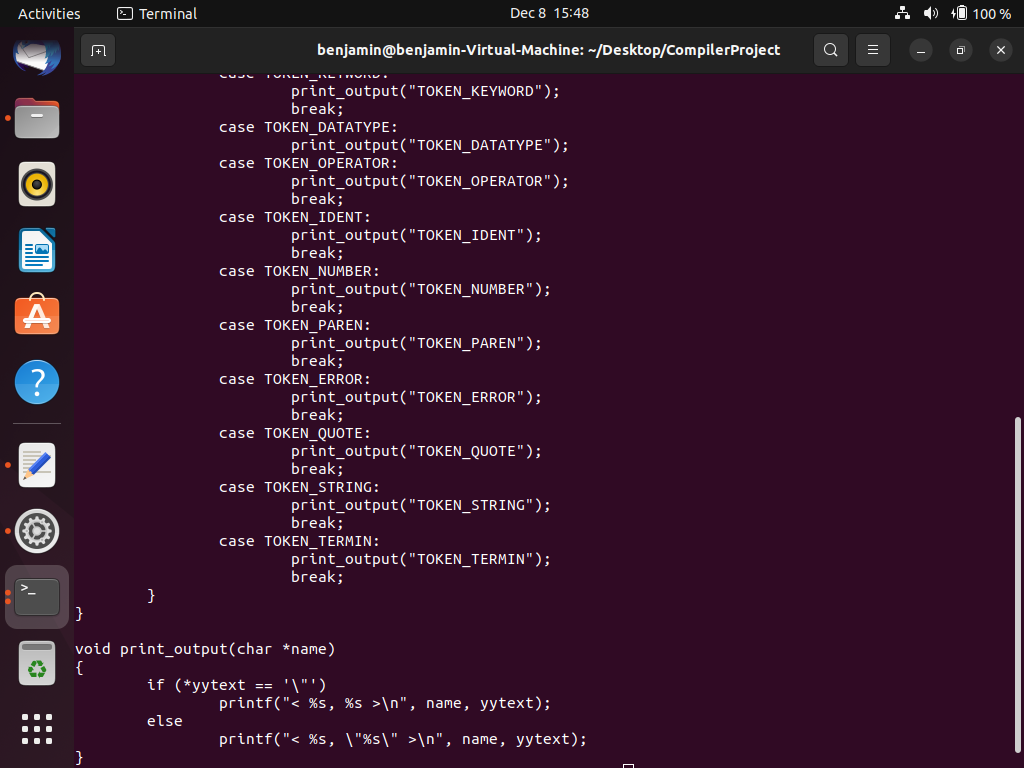 Activities
Terminal
Dec 8 15:48
100 %
benjamin@benjamin-Virtual-Machine: ~/Desktop/CompilerProject
case TOKEN_KEYWORD:
print_output("TOKEN_KEYWORD");
break;
case TOKEN_DATATYPE:
print_output("TOKEN_DATATYPE");
case TOKEN_OPERATOR:
print_output("TOKEN_OPERATOR");
break;
case TOKEN_IDENT:
print_output("TOKEN_IDENT");
break;
case TOKEN_NUMBER:
print_output("TOKEN_NUMBER");
break;
case TOKEN_PAREN:
print_output("TOKEN_PAREN");
break;
case TOKEN_ERROR:
print_output("TOKEN_ERROR");
break;
case TOKEN_QUOTE:
print_output("TOKEN_QUOTE");
break;
case TOKEN_STRING:
print_output("TOKEN_STRING");
break;
case TOKEN_TERMIN:
print_output("TOKEN_TERMIN");
break;
}
}
void print_output(char *name)
{
if (*yytext == '\"')
printf("< %s, %s >\n", name, yytext);
else
printf("< %s, \"%s\" >\n", name, yytext);
}